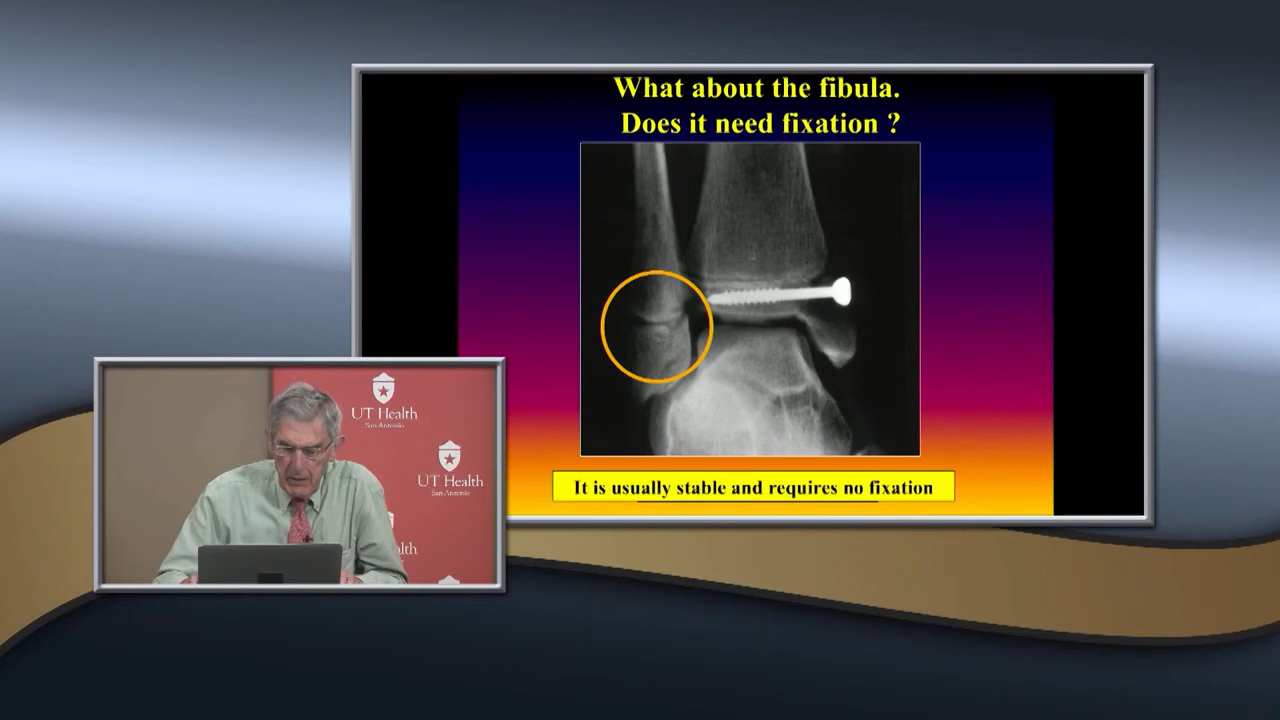 What about the fibula.
Does it need fixation ?
It is usually stable and requires no fixation
UT Health
San Antonio
UT Health
San Antonio
alth